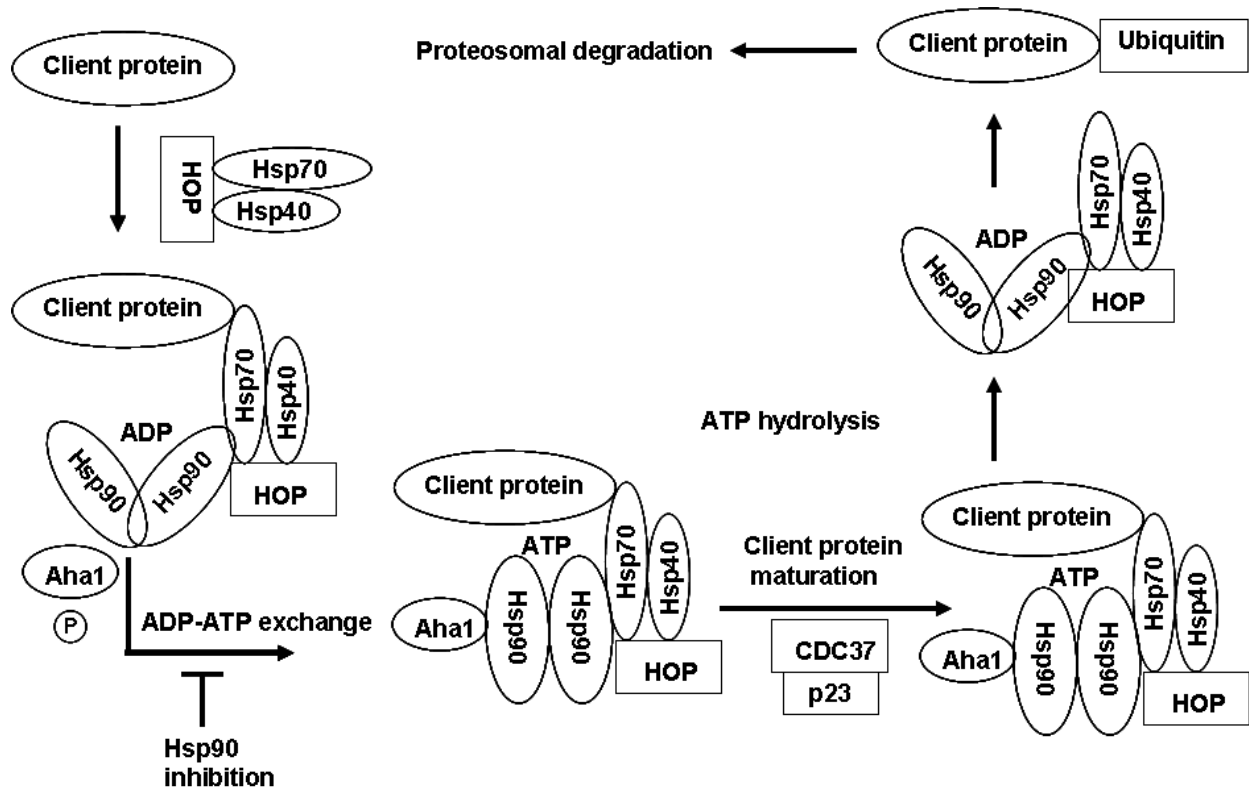 Client protein
HOP
Hsp70
Hsp40
Client protein
Hsp70
Hsp40
ADP
Hsp90
Hsp90
HOP
Aha1
P
ADP-ATP exchange
Hsp90
inhibition
Client protein
ATP
Hsp70
Hsp40
Aha1
Hsp90
Hsp90
HOP
Client protein
maturation
CDC37
p23
Client protein
ATP
Hsp70
Hsp40
Aha1
Hsp90
Hsp90
HOP
ATP hydrolysis
ADP
Hsp90
Hsp90
Hsp70
Hsp40
HOP
Client protein
Ubiquitin
Proteosomal degradation